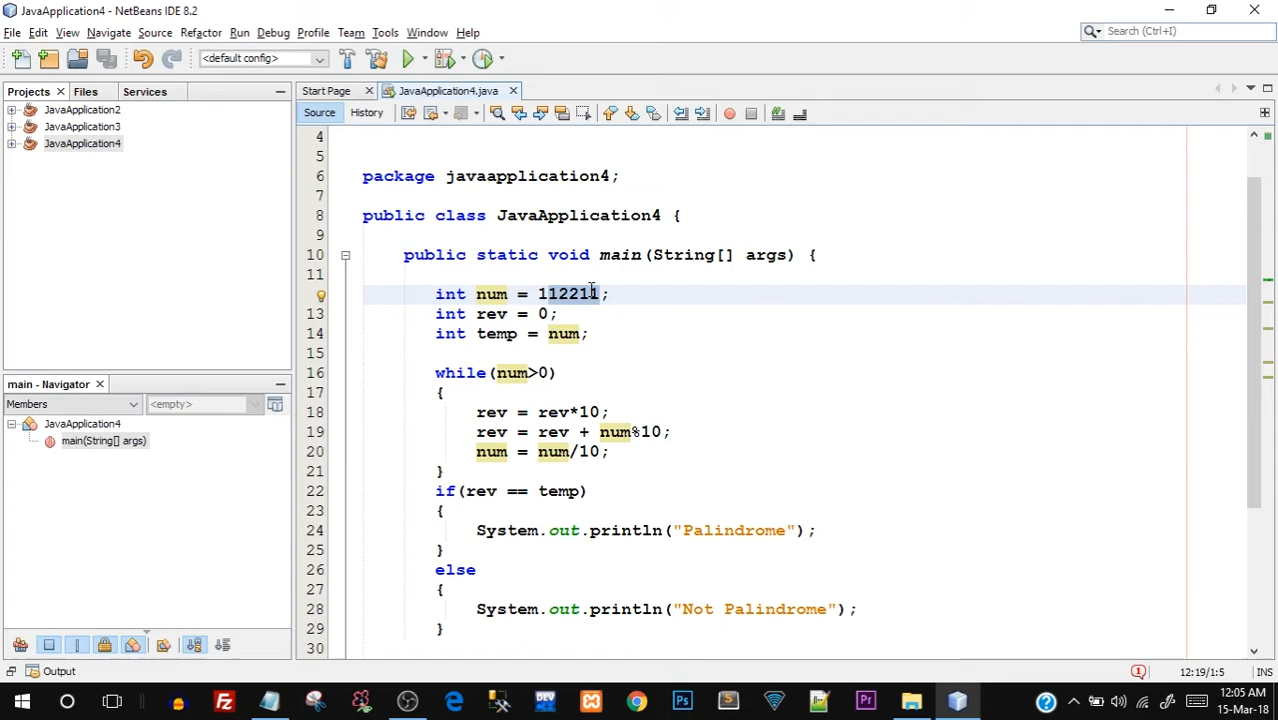 JavaApplication4 - NetBeans IDE 8.2
File Edit View Navigate Source Refactor Run Debug Profile Team Tools Window Help
Search (Ctrl+I)
<default config>
Projects Files Services
Start Page JavaApplication4.java
JavaApplication2
JavaApplication3
JavaApplication4
Source History
4
5
6 package javaapplication4;
7
8 public class JavaApplication4 {
9
10 public static void main(String[] args) {
11
int num = 112211;
13 int rev = 0;
14 int temp = num;
15
16 while(num>0)
17 {
18 rev = rev*10;
19 rev = rev + num%10;
20 num = num/10;
21 }
22 if(rev == temp)
23 {
24 System.out.println("Palindrome");
25 }
26 else
27 {
28 System.out.println("Not Palindrome");
29 }
30
main - Navigator
Members <empty>
JavaApplication4
main(String[] args)
Output
1 12:19/1:5 INS
12:05 AM
15-Mar-18